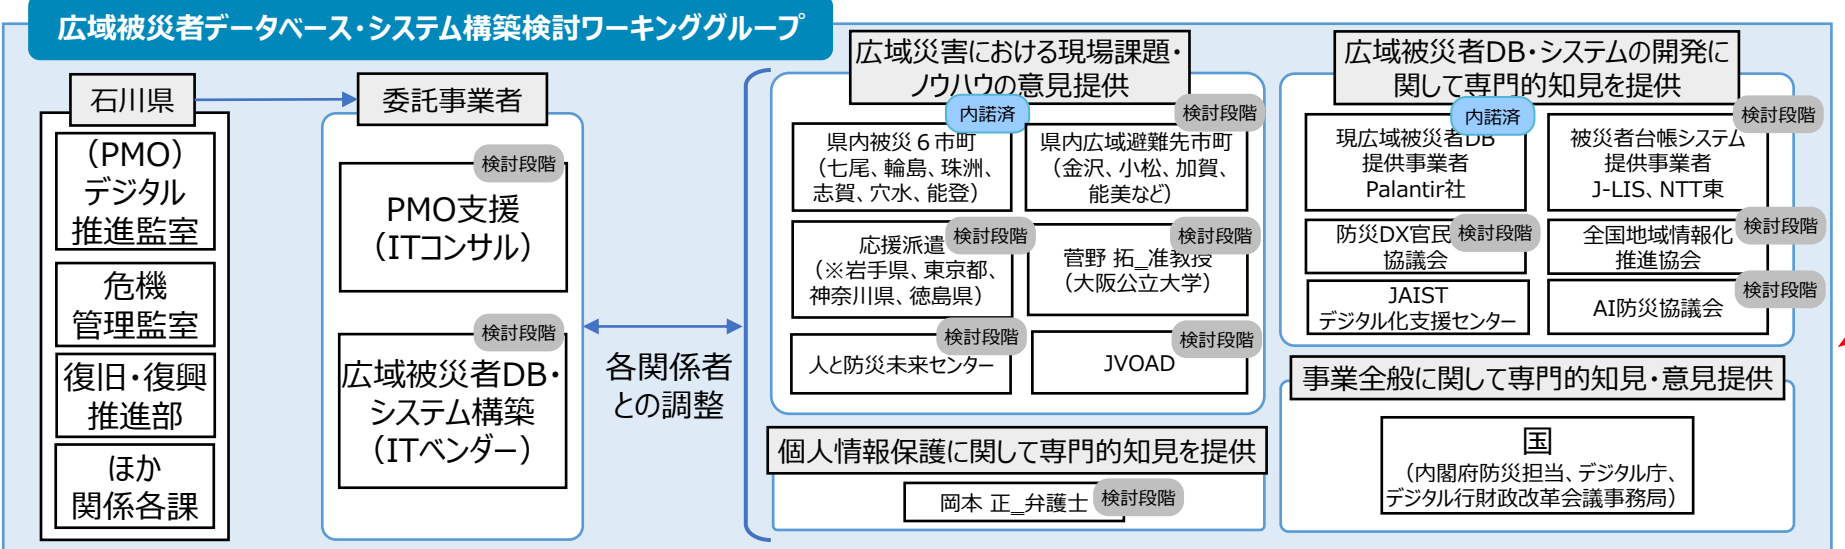 広域被災者データベース・システム構築検討ワーキンググループ
石川県
（PMO）
デジタル
推進監室
危機
管理監室
復旧・復興
推進部
ほか
関係各課
委託事業者
検討段階
PMO支援
（ITコンサル）
検討段階
広域被災者DB・
システム構築
（ITベンダー）
各関係者
との調整
広域災害における現場課題・
ノウハウの意見提供
内諾済
県内被災６市町
（七尾、輪島、珠洲、
志賀、穴水、能登）
検討段階
県内広域避難先市町
（金沢、小松、加賀、
能美など）
検討段階
応援派遣
（※岩手県、東京都、
神奈川県、徳島県）
検討段階
菅野 拓_准教授
（大阪公立大学）
検討段階
人と防災未来センター
検討段階
JVOAD
個人情報保護に関して専門的知見を提供
岡本 正_弁護士
検討段階
広域被災者DB・システムの開発に
関して専門的知見を提供
内諾済
現広域被災者DB
提供事業者
Palantir社
検討段階
被災者台帳システム
提供事業者
J-LIS、NTT東
防災DX官民
協議会
検討段階
検討段階
全国地域情報化
推進協会
JAIST
デジタル化支援センター
検討段階
AI防災協議会
事業全般に関して専門的知見・意見提供
国
（内閣府防災担当、デジタル庁、
デジタル行財政改革会議事務局）